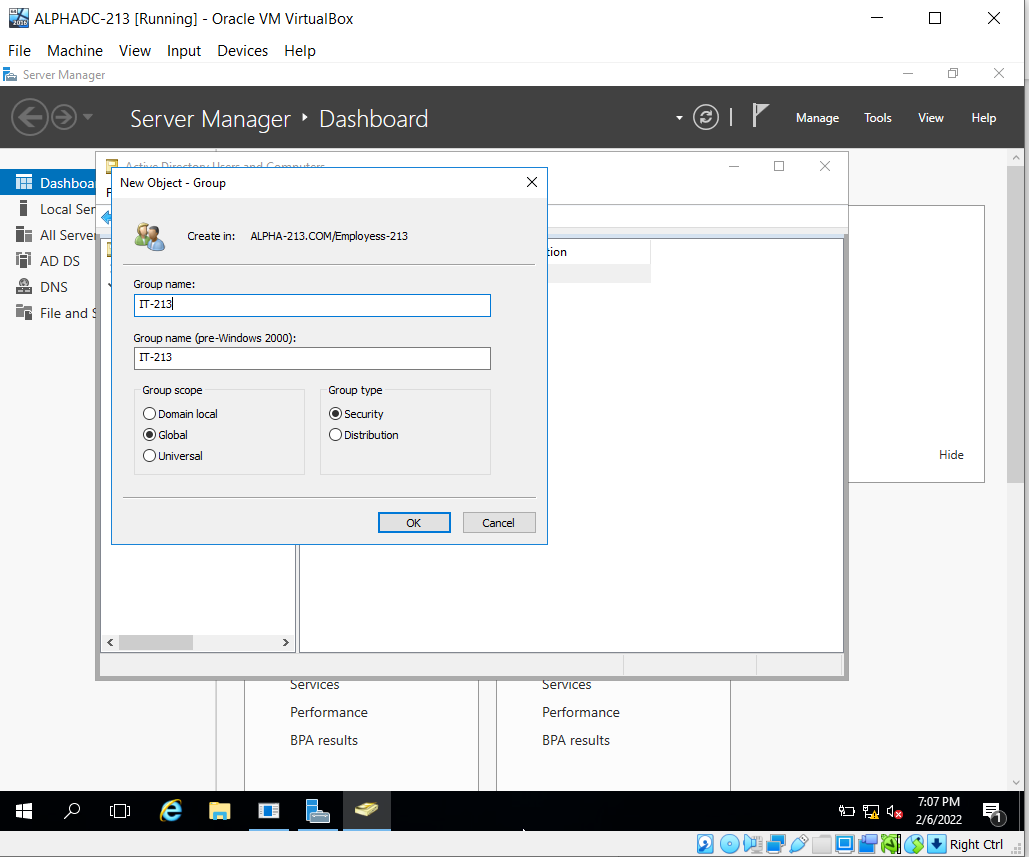 ALPHADC-213 [Running] - Oracle VM VirtualBox
File Machine View Input Devices Help
Server Manager
Server Manager Dashboard
Manage Tools View Help
Active Directory Users and Computers
New Object - Group
Dashboa
Local Ser
All Server
AD DS
DNS
File and S
Create in: ALPHA-213.COM/Employess-213
tion
Group name:
IT-213
Group name (pre-Windows 2000):
IT-213
Group scope
Domain local
Global
Universal
Group type
Security
Distribution
OK Cancel
Hide
Services
Performance
BPA results
Services
Performance
BPA results
7:07 PM
2/6/2022
1
2016
Right Ctrl